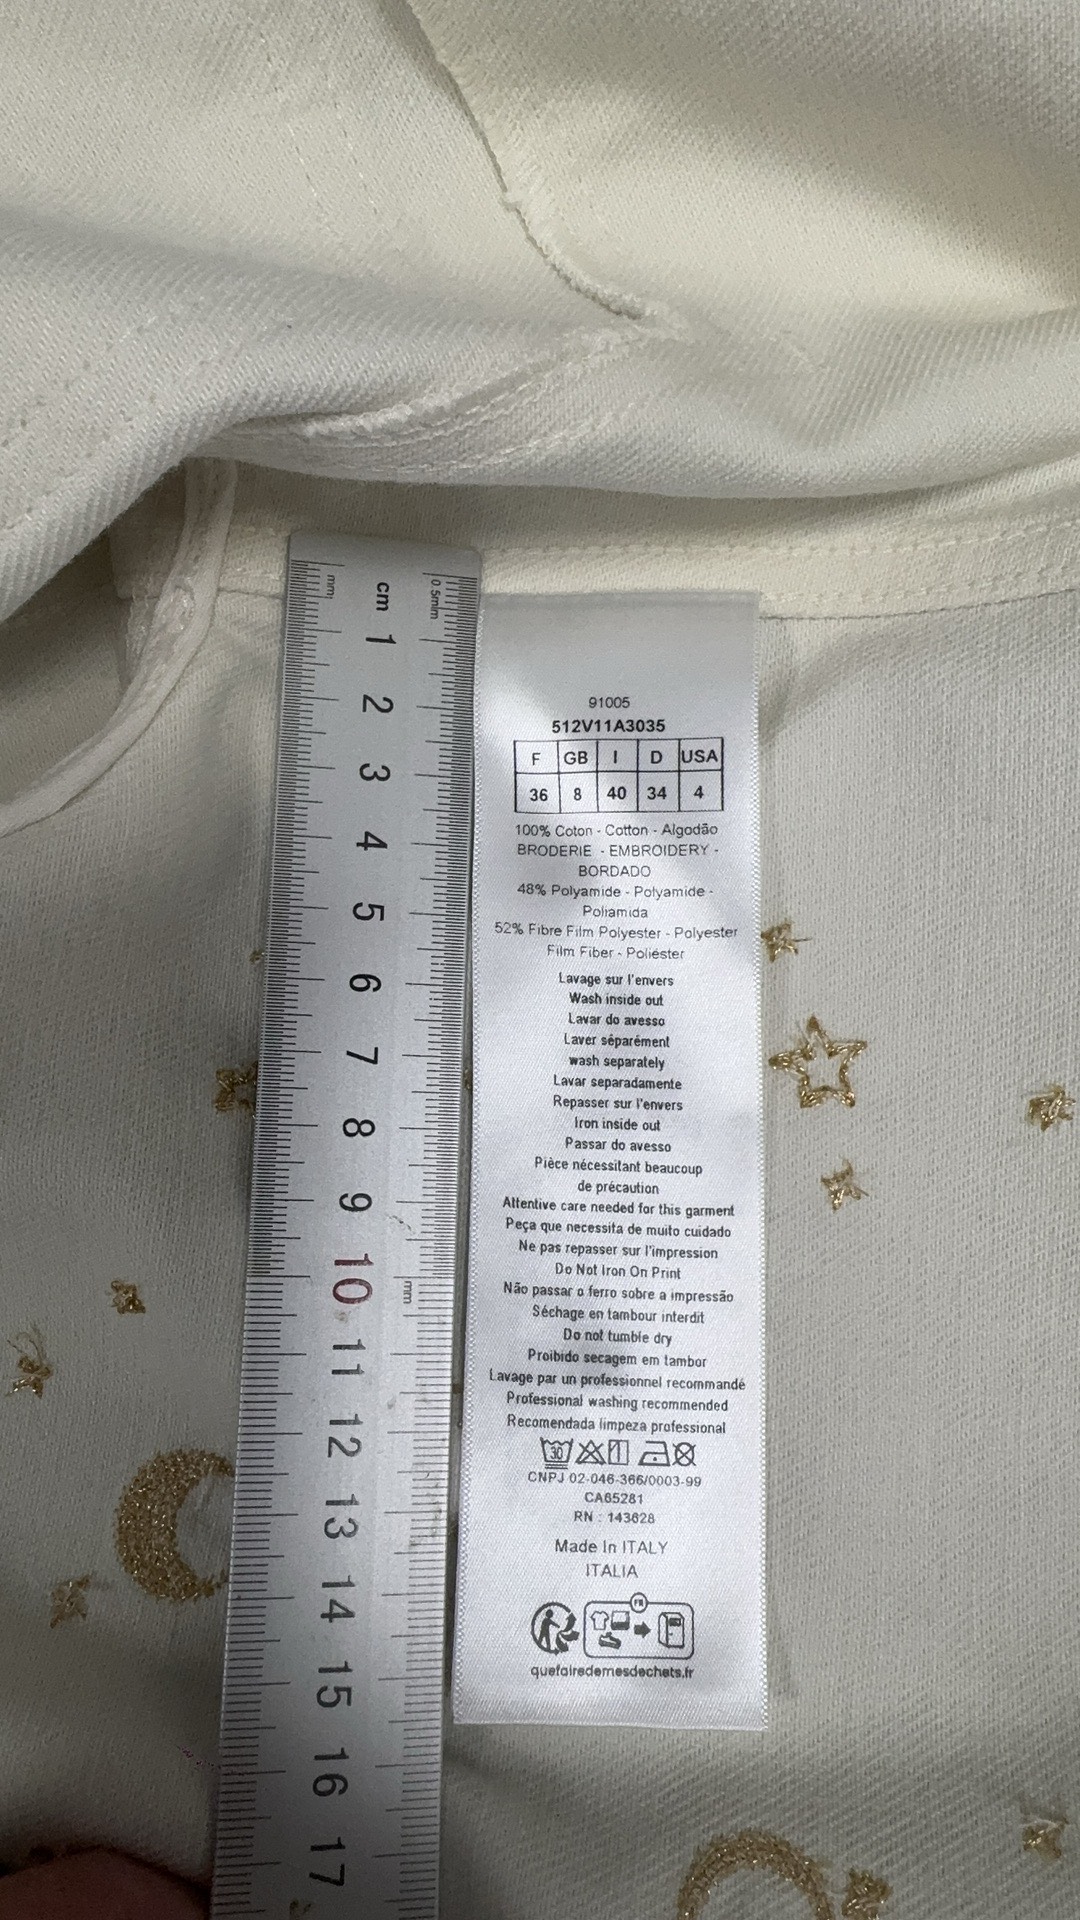 mm
cm
0.5mm
1
2
3
4
5
6
7
8
9
10
mm
11
12
13
14
15
16
17
91005
512V11A3035
F GB I D USA
36 8 40 34 4
100% Coton - Cotton - Algodão
BRODERIE - EMBROIDERY -
BORDADO
48% Polyamide - Polyamide -
Poliamida
52% Fibre Film Polyester - Polyester
Film Fiber - Poliéster
Lavage sur l'envers
Wash inside out
Lavar do avesso
Laver séparément
wash separately
Lavar separadamente
Repasser sur l'envers
Iron inside out
Passar do avesso
Pièce nécessitant beaucoup
de précaution
Attentive care needed for this garment
Peça que necessita de muito cuidado
Ne pas repasser sur l'impression
Do Not Iron On Print
Não passar o ferro sobre a impressão
Séchage en tambour interdit
Do not tumble dry
Proibido secagem em tambor
Lavage par un professionnel recommandé
Professional washing recommended
Recomendada limpeza profissional
30
CNPJ 02-046-366/0003-99
CA65281
RN : 143628
Made In ITALY
ITALIA
FR
quefairedemesdechets.fr